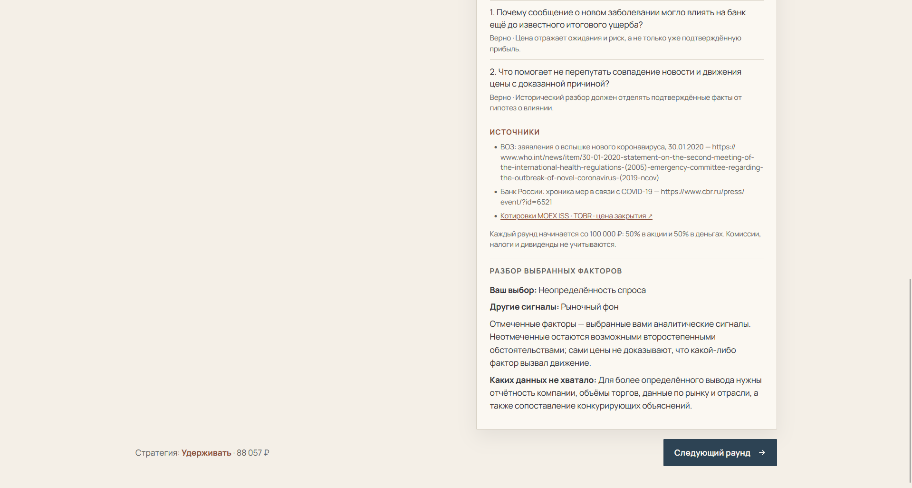 1. Почему сообщение о новом заболевании могло влиять на банк
ещё до известного итогового ущерба?
Верно · Цена отражает ожидания и риск, а не только уже подтверждённую
прибыль.
2. Что помогает не перепутать совпадение новости и движения
цены с доказанной причиной?
Верно · Исторический разбор должен отделять подтверждённые факты от
гипотез о влиянии.
ИСТОЧНИКИ
• ВОЗ: заявления о вспышке нового коронавируса, 30.01.2020 — https://
www.who.int/news/item/30-01-2020-statement-on-the-second-meeting-of-
the-international-health-regulations-(2005)-emergency-committee-regarding-
the-outbreak-of-novel-coronavirus-(2019-ncov)
• Банк России: хроника мер в связи с COVID-19 — https://www.cbr.ru/press/
event/?id=6521
• Котировки MOEX ISS · TQBR · цена закрытия ↗
Каждый раунд начинается со 100 000 ₽: 50% в акции и 50% в деньгах. Комиссии,
налоги и дивиденды не учитываются.
РАЗБОР ВЫБРАННЫХ ФАКТОРОВ
Ваш выбор: Неопределённость спроса
Другие сигналы: Рыночный фон
Отмеченные факторы — выбранные вами аналитические сигналы.
Неотмеченные остаются возможными второстепенными
обстоятельствами; сами цены не доказывают, что какой-либо
фактор вызвал движение.
Каких данных не хватало: Для более определённого вывода нужны
отчётность компании, объёмы торгов, данные по рынку и отрасли, а
также сопоставление конкурирующих объяснений.
Стратегия: Удерживать · 88 057 ₽
Следующий раунд →